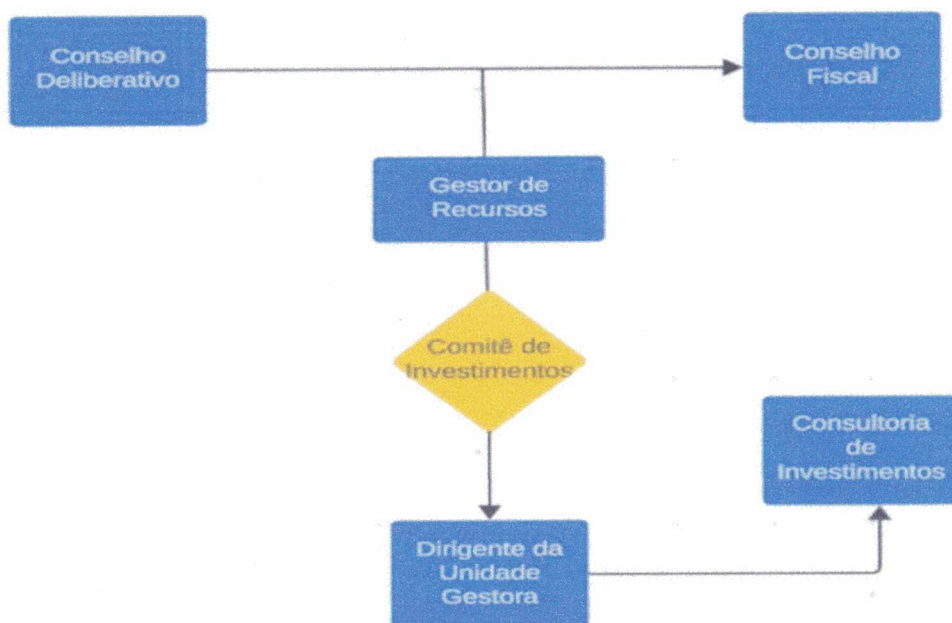 Conselho
Deliberativo
Conselho
Fiscal
Gestor de
Recursos
Comitê de
Investimentos
Consultoria
de
Investimentos
Dirigente da
Unidade
Gestora